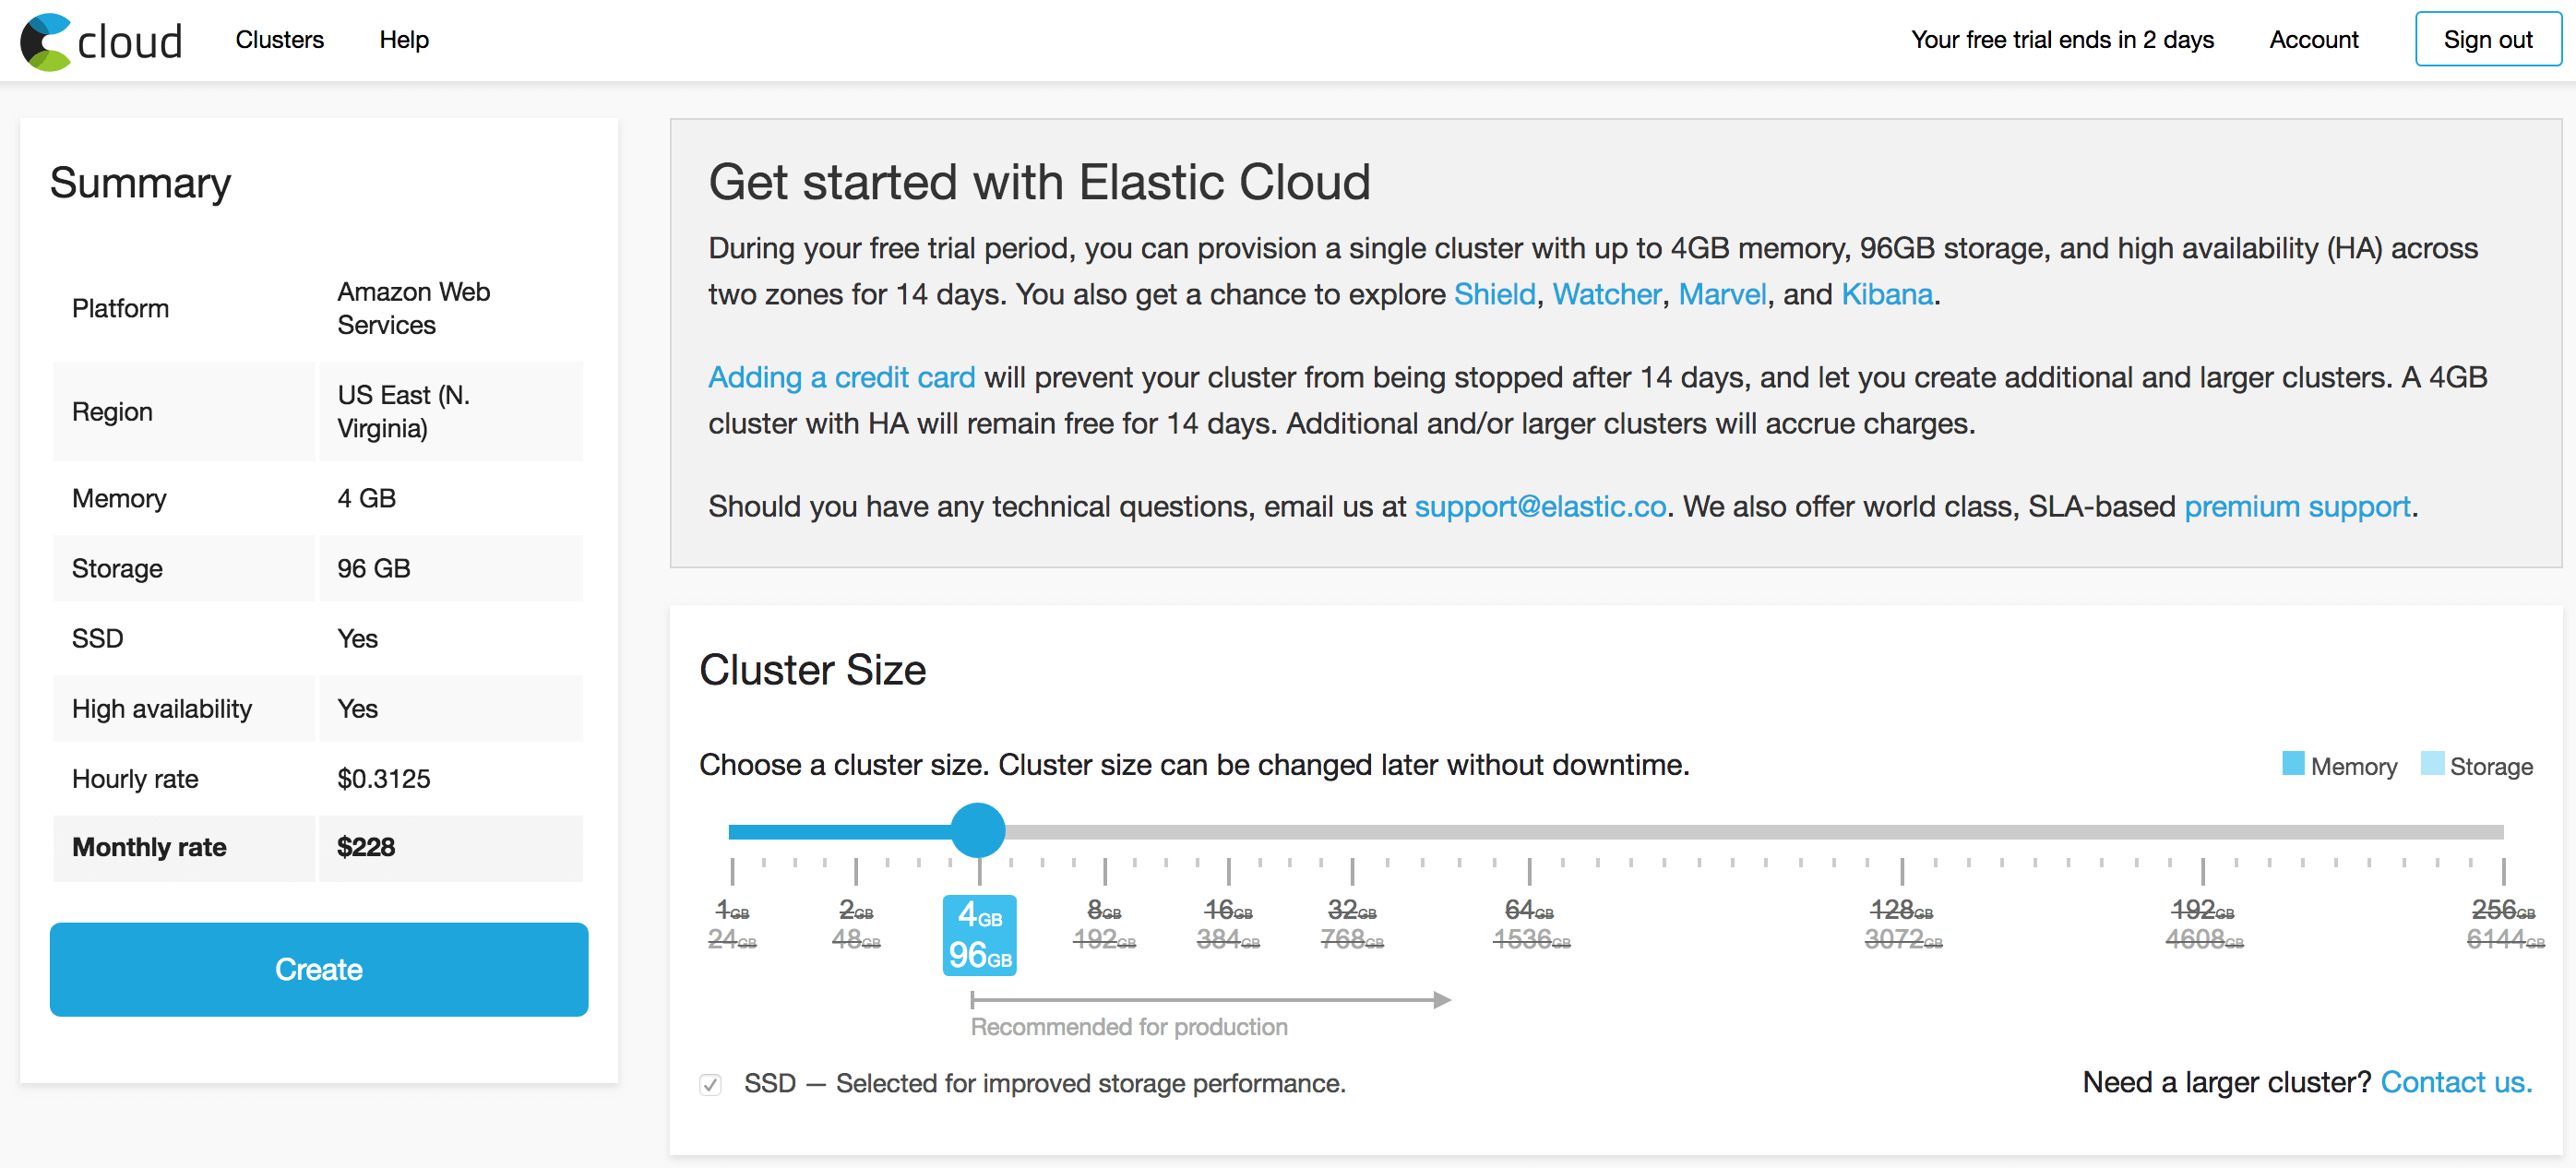 cloud Clusters Help Your free trial ends in 2 days Account Sign out
Summary
Platform Amazon Web Services
Region US East (N. Virginia)
Memory 4 GB
Storage 96 GB
SSD Yes
High availability Yes
Hourly rate $0.3125
Monthly rate $228
Create
Get started with Elastic Cloud
During your free trial period, you can provision a single cluster with up to 4GB memory, 96GB storage, and high availability (HA) across
two zones for 14 days. You also get a chance to explore Shield, Watcher, Marvel, and Kibana.
Adding a credit card will prevent your cluster from being stopped after 14 days, and let you create additional and larger clusters. A 4GB
cluster with HA will remain free for 14 days. Additional and/or larger clusters will accrue charges.
Should you have any technical questions, email us at support@elastic.co. We also offer world class, SLA-based premium support.
Cluster Size
Choose a cluster size. Cluster size can be changed later without downtime.
Memory Storage
1GB 2GB 4GB 8GB 16GB 32GB 64GB 128GB 192GB 256GB
24GB 48GB 96GB 192GB 384GB 768GB 1536GB 3072GB 4608GB 6144GB
Recommended for production
SSD — Selected for improved storage performance.
Need a larger cluster? Contact us.